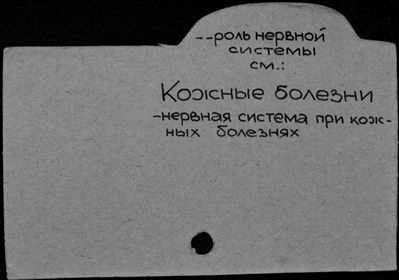 --роль нервной
системы
см.:
Кожные болезни
-нервная система при кож-
ных болезнях